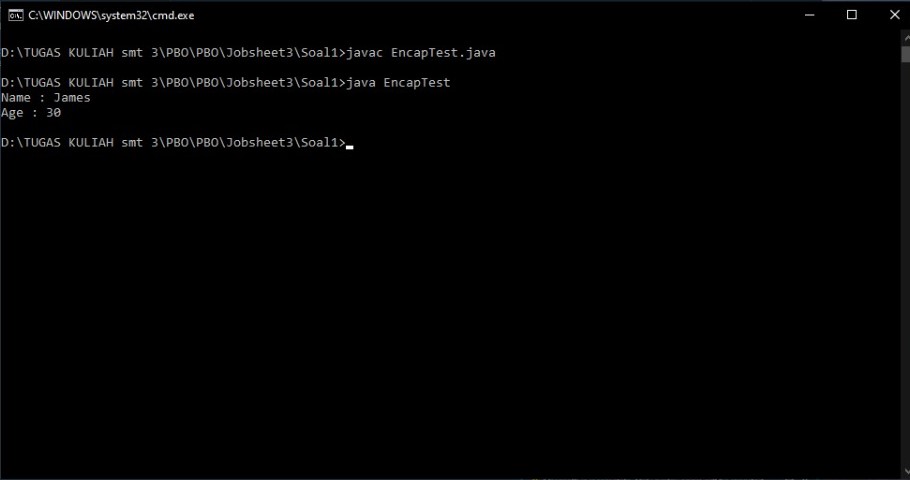 C:\WINDOWS\system32\cmd.exe
D:\TUGAS KULIAH smt 3\PBO\PBO\Jobsheet3\Soal1>javac EncapTest.java
D:\TUGAS KULIAH smt 3\PBO\PBO\Jobsheet3\Soal1>java EncapTest
Name : James
Age : 30
D:\TUGAS KULIAH smt 3\PBO\PBO\Jobsheet3\Soal1>